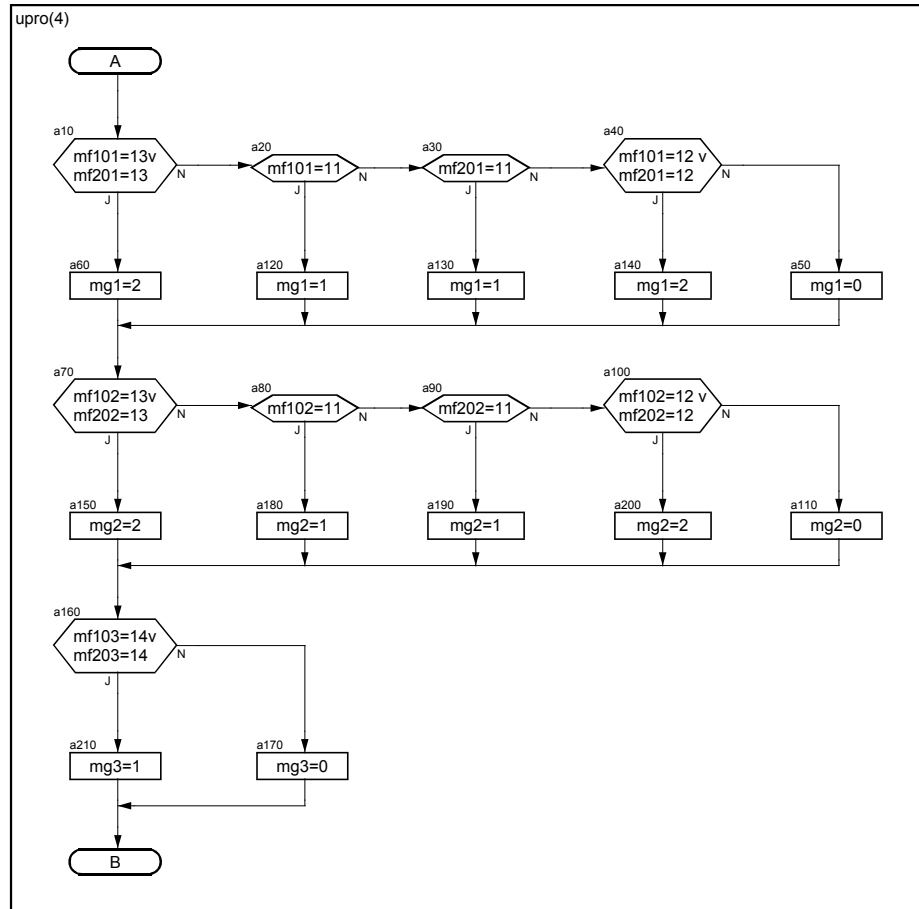 upro(4)
A
a10
mf101=13v
mf201=13
N
J
a20
mf101=11
N
J
a30
mf201=11
N
J
a40
mf101=12 v
mf201=12
N
J
a60
mg1=2
a120
mg1=1
a130
mg1=1
a140
mg1=2
a50
mg1=0
a70
mf102=13v
mf202=13
N
J
a80
mf102=11
N
J
a90
mf202=11
N
J
a100
mf102=12 v
mf202=12
N
J
a150
mg2=2
a180
mg2=1
a190
mg2=1
a200
mg2=2
a110
mg2=0
a160
mf103=14v
mf203=14
N
J
a210
mg3=1
a170
mg3=0
B